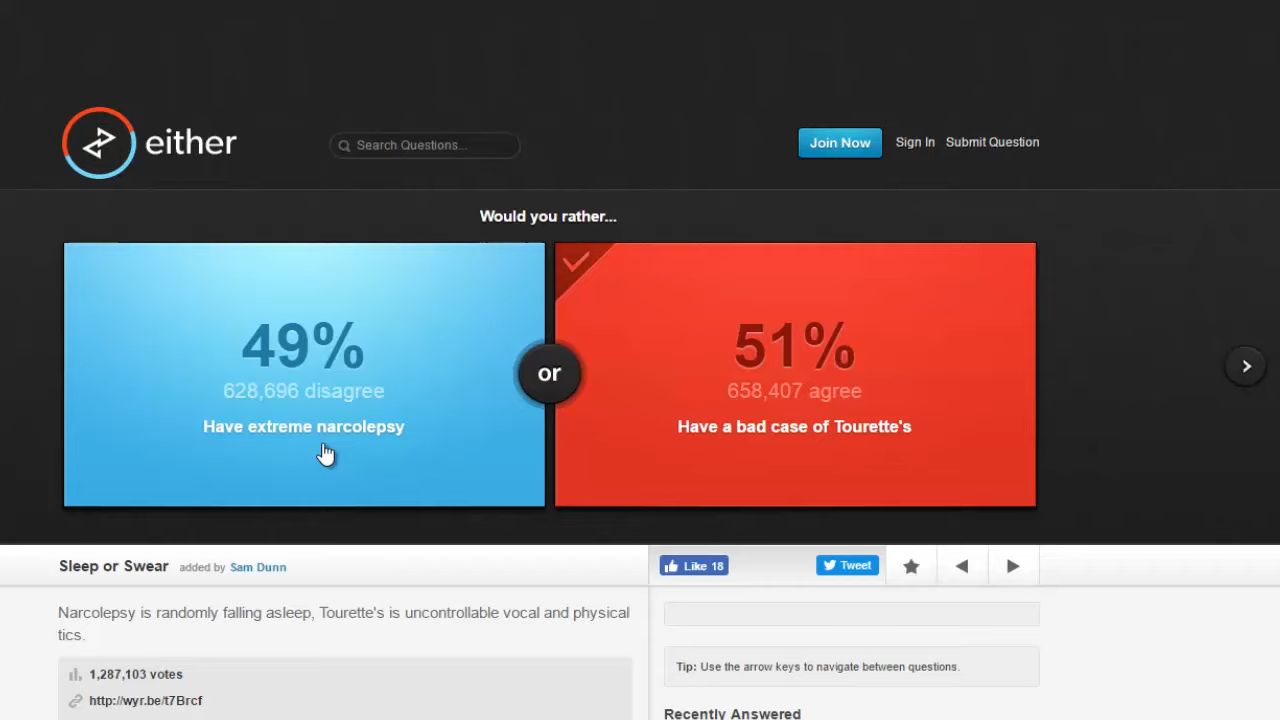 either
Search Questions...
Join Now
Sign In
Submit Question
Would you rather...
49%
628,696 disagree
Have extreme narcolepsy
or
51%
658,407 agree
Have a bad case of Tourette's
Sleep or Swear added by Sam Dunn
Like 18
Tweet
Narcolepsy is randomly falling asleep, Tourette's is uncontrollable vocal and physical
tics.
1,287,103 votes
http://wyr.be/t7Brcf
Tip: Use the arrow keys to navigate between questions.
Recently Answered